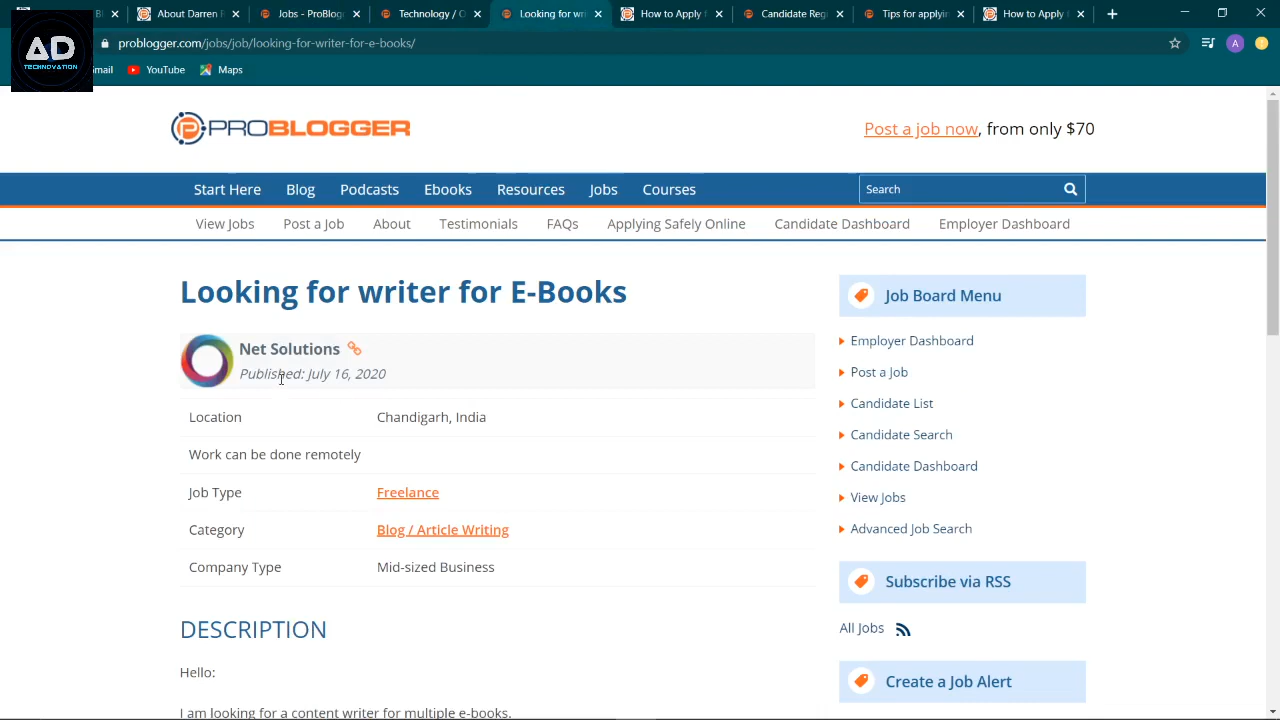 B
About Darren R
Jobs - ProBlogg
Technology / O
Looking for wri
How to Apply f
Candidate Regi
Tips for applyin
How to Apply f
problogger.com/jobs/job/looking-for-writer-for-e-books/
A
AD
TECHNOVATION
mail
YouTube
Maps
PROBLOGGER
Post a job now, from only $70
Start Here
Blog
Podcasts
Ebooks
Resources
Jobs
Courses
Search
View Jobs
Post a Job
About
Testimonials
FAQs
Applying Safely Online
Candidate Dashboard
Employer Dashboard
Looking for writer for E-Books
Net Solutions
Published: July 16, 2020
Location Chandigarh, India
Work can be done remotely
Job Type Freelance
Category Blog / Article Writing
Company Type Mid-sized Business
DESCRIPTION
Hello:
I am looking for a content writer for multiple e-books.
Job Board Menu
Employer Dashboard
Post a Job
Candidate List
Candidate Search
Candidate Dashboard
View Jobs
Advanced Job Search
Subscribe via RSS
All Jobs
Create a Job Alert